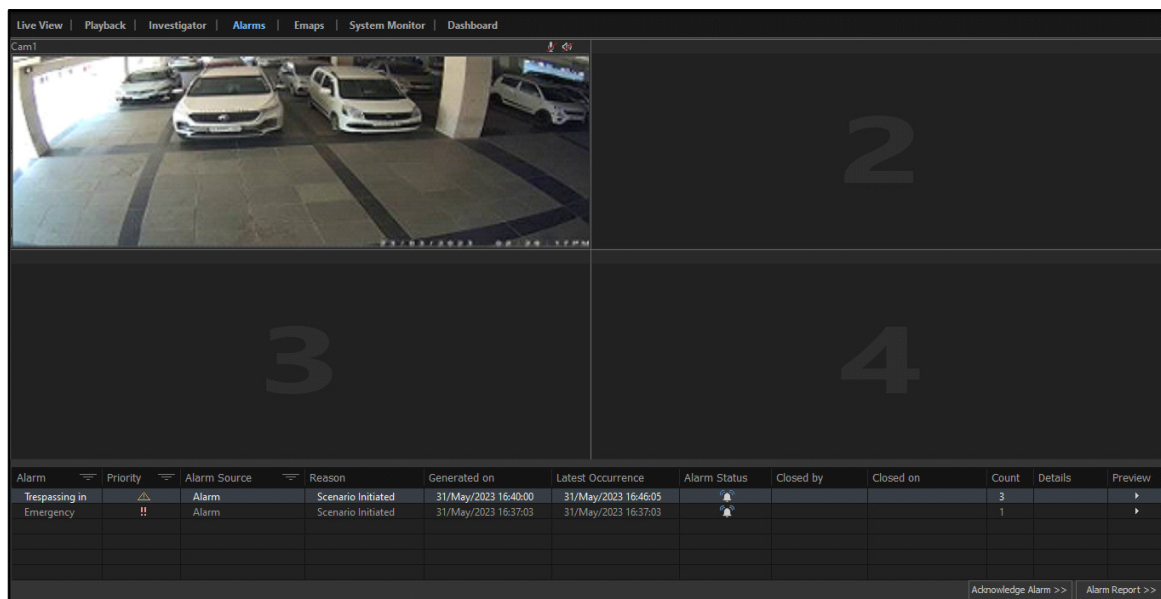 Live View | Playback | Investigator | Alarms | Emaps | System Monitor | Dashboard
Cam1
2
3
4
Alarm Priority Alarm Source Reason Generated on Latest Occurrence Alarm Status Closed by Closed on Count Details Preview
Trespassing in Alarm Scenario Initiated 31/May/2023 16:40:00 31/May/2023 16:46:05 3
Emergency !! Alarm Scenario Initiated 31/May/2023 16:37:03 31/May/2023 16:37:03 1
Acknowledge Alarm >> Alarm Report >>